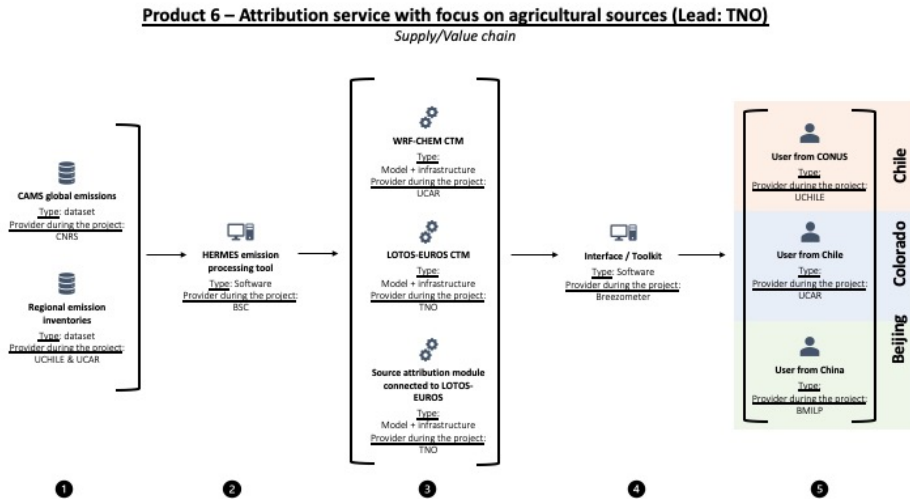 Product 6 – Attribution service with focus on agricultural sources (Lead: TNO)
Supply/Value chain
CAMS global emissions
Type: dataset
Provider during the project:
CNRS
Regional emission
inventories
Type: dataset
Provider during the project:
UCHILE & UCAR
HERMES emission
processing tool
Type: Software
Provider during the project:
BSC
WRF-CHEM CTM
Type:
Model + infrastructure
Provider during the project:
UCAR
LOTOS-EUROS CTM
Type:
Model + infrastructure
Provider during the project:
TNO
Source attribution module
connected to LOTOS-
EUROS
Type:
Model + infrastructure
Provider during the project:
TNO
Interface / Toolkit
Type: Software
Provider during the project:
Breezometer
User from CONUS
Type:
Provider during the project:
UCHILE
User from Chile
Type:
Provider during the project:
UCAR
User from China
Type:
Provider during the project:
BMILP
Chile
Colorado
Beijing
1
2
3
4
5